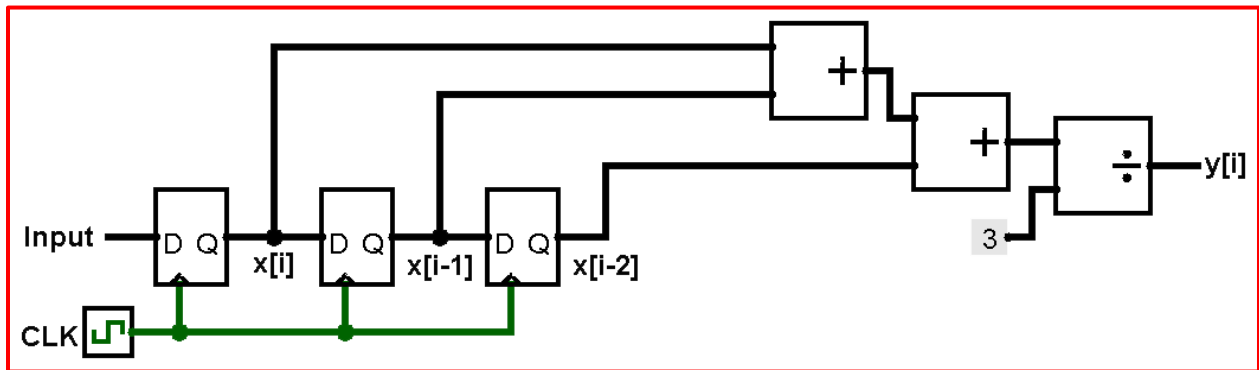 +
+
÷
y[i]
3
Input
D Q
D Q
D Q
x[i]
x[i-1]
x[i-2]
CLK